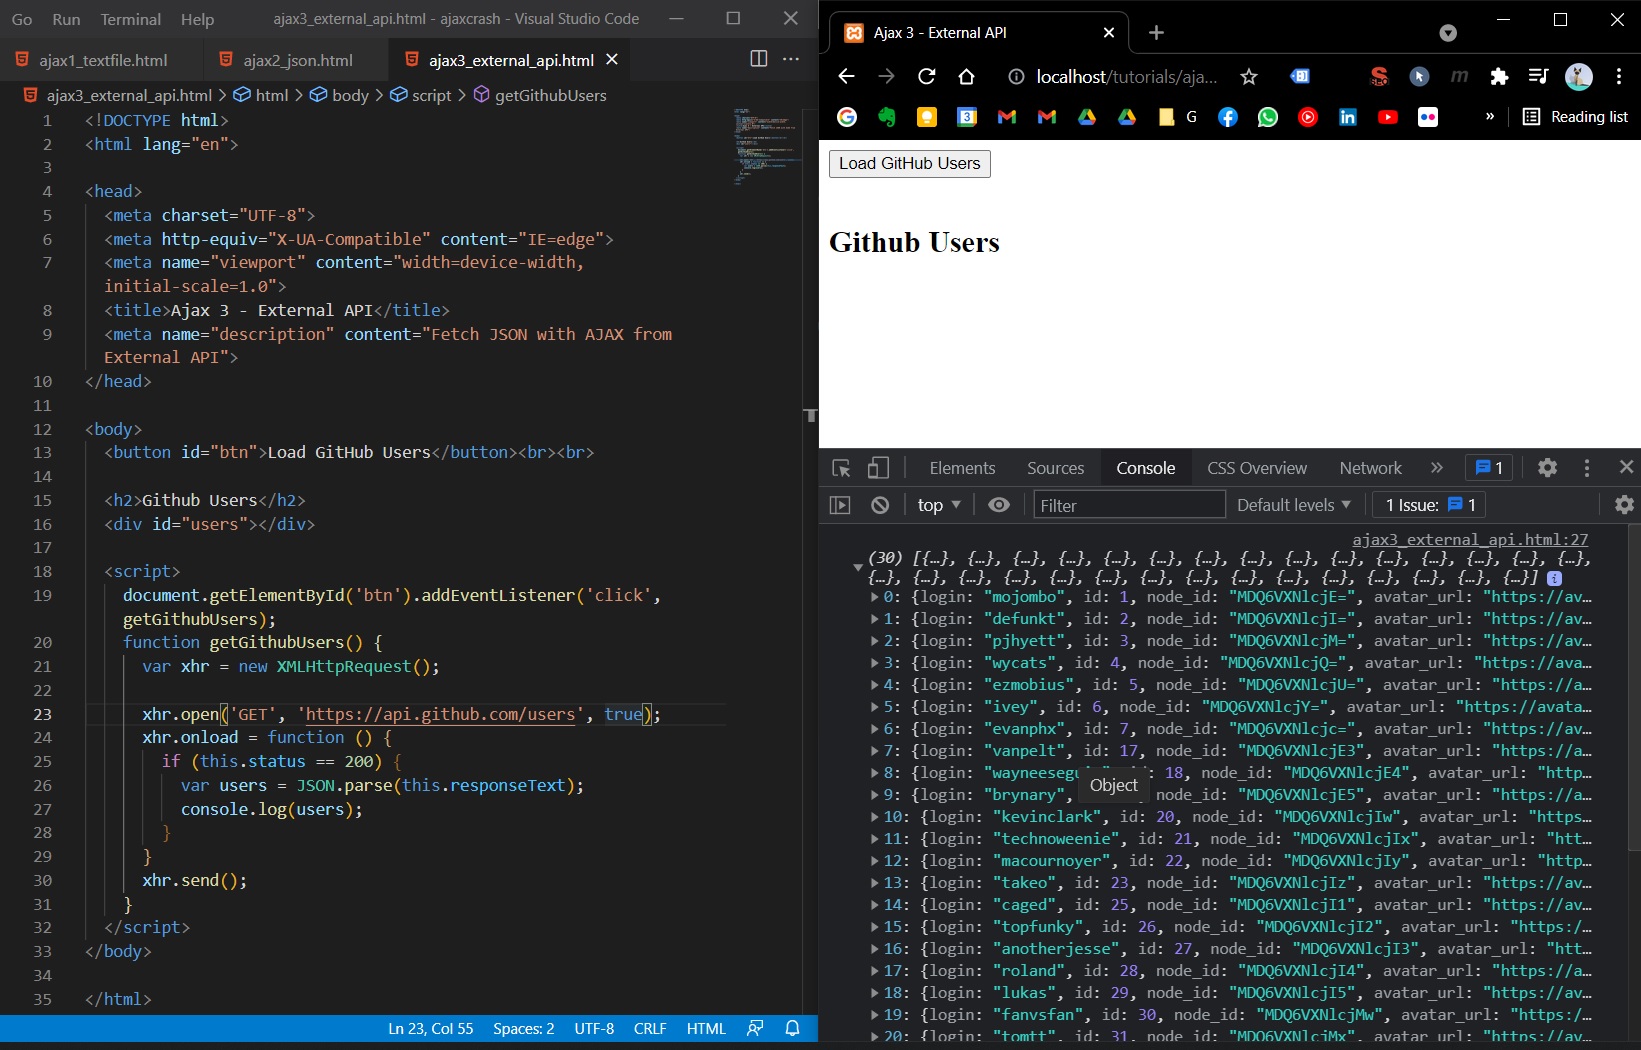 Go Run Terminal Help ajax3_external_api.html - ajaxcrash - Visual Studio Code
ajax1_textfile.html ajax2_json.html ajax3_external_api.html
ajax3_external_api.html > html > body > script > getGithubUsers
1 <!DOCTYPE html>
2 <html lang="en">
3
4 <head>
5 <meta charset="UTF-8">
6 <meta http-equiv="X-UA-Compatible" content="IE=edge">
7 <meta name="viewport" content="width=device-width,
initial-scale=1.0">
8 <title>Ajax 3 - External API</title>
9 <meta name="description" content="Fetch JSON with AJAX from
External API">
10 </head>
11
12 <body>
13 <button id="btn">Load GitHub Users</button><br><br>
14
15 <h2>Github Users</h2>
16 <div id="users"></div>
17
18 <script>
19 document.getElementById('btn').addEventListener('click',
getGithubUsers);
20 function getGithubUsers() {
21 var xhr = new XMLHttpRequest();
22
23 xhr.open('GET', 'https://api.github.com/users', true);
24 xhr.onload = function () {
25 if (this.status == 200) {
26 var users = JSON.parse(this.responseText);
27 console.log(users);
28 }
29 }
30 xhr.send();
31 }
32 </script>
33 </body>
34
35 </html>
Ln 23, Col 55 Spaces: 2 UTF-8 CRLF HTML
Ajax 3 - External API
localhost/tutorials/aja...
G » Reading list
Load GitHub Users
Github Users
Elements Sources Console CSS Overview Network » 1
top Filter Default levels 1 Issue: 1
ajax3_external_api.html:27
(30) [{…}, {…}, {…}, {…}, {…}, {…}, {…}, {…}, {…}, {…}, {…}, {…}, {…}, {…}, {…},
{…}, {…}, {…}, {…}, {…}, {…}, {…}, {…}, {…}, {…}, {…}, {…}, {…}, {…}, {…}]
0: {login: "mojombo", id: 1, node_id: "MDQ6VXNlcjE=", avatar_url: "https://av…
1: {login: "defunkt", id: 2, node_id: "MDQ6VXNlcjI=", avatar_url: "https://av…
2: {login: "pjhyett", id: 3, node_id: "MDQ6VXNlcjM=", avatar_url: "https://av…
3: {login: "wycats", id: 4, node_id: "MDQ6VXNlcjQ=", avatar_url: "https://ava…
4: {login: "ezmobius", id: 5, node_id: "MDQ6VXNlcjU=", avatar_url: "https://a…
5: {login: "ivey", id: 6, node_id: "MDQ6VXNlcjY=", avatar_url: "https://avata…
6: {login: "evanphx", id: 7, node_id: "MDQ6VXNlcjc=", avatar_url: "https://av…
7: {login: "vanpelt", id: 17, node_id: "MDQ6VXNlcjE3", avatar_url: "https://a…
8: {login: "wayneesegu : 18, node_id: "MDQ6VXNlcjE4", avatar_url: "http…
Object
9: {login: "brynary", node_id: "MDQ6VXNlcjE5", avatar_url: "https://a…
10: {login: "kevinclark", id: 20, node_id: "MDQ6VXNlcjIw", avatar_url: "https…
11: {login: "technoweenie", id: 21, node_id: "MDQ6VXNlcjIx", avatar_url: "htt…
12: {login: "macournoyer", id: 22, node_id: "MDQ6VXNlcjIy", avatar_url: "http…
13: {login: "takeo", id: 23, node_id: "MDQ6VXNlcjIz", avatar_url: "https://av…
14: {login: "caged", id: 25, node_id: "MDQ6VXNlcjI1", avatar_url: "https://av…
15: {login: "topfunky", id: 26, node_id: "MDQ6VXNlcjI2", avatar_url: "https:/…
16: {login: "anotherjesse", id: 27, node_id: "MDQ6VXNlcjI3", avatar_url: "htt…
17: {login: "roland", id: 28, node_id: "MDQ6VXNlcjI4", avatar_url: "https://a…
18: {login: "lukas", id: 29, node_id: "MDQ6VXNlcjI5", avatar_url: "https://av…
19: {login: "fanvsfan", id: 30, node_id: "MDQ6VXNlcjMw", avatar_url: "https:/…
20: {login: "tomtt", id: 31, node_id: "MDQ6VXNlcjMx", avatar_url: "https://av…